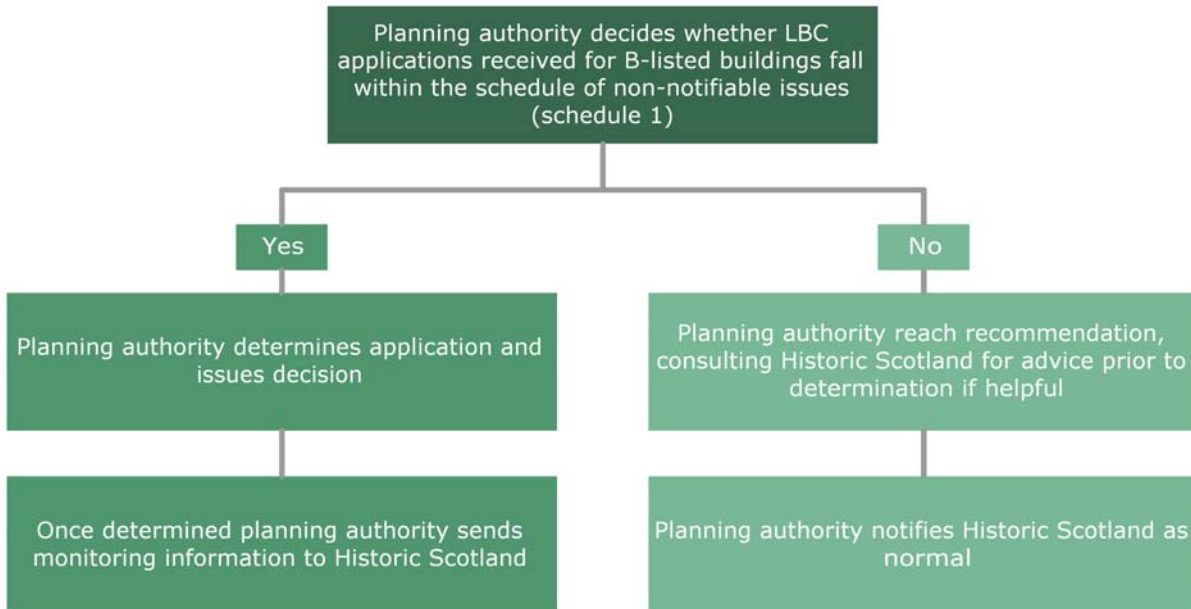 Planning authority decides whether LBC
applications received for B-listed buildings fall
within the schedule of non-notifiable issues
(schedule 1)
Yes
No
Planning authority determines application and
issues decision
Planning authority reach recommendation,
consulting Historic Scotland for advice prior to
determination if helpful
Once determined planning authority sends
monitoring information to Historic Scotland
Planning authority notifies Historic Scotland as
normal